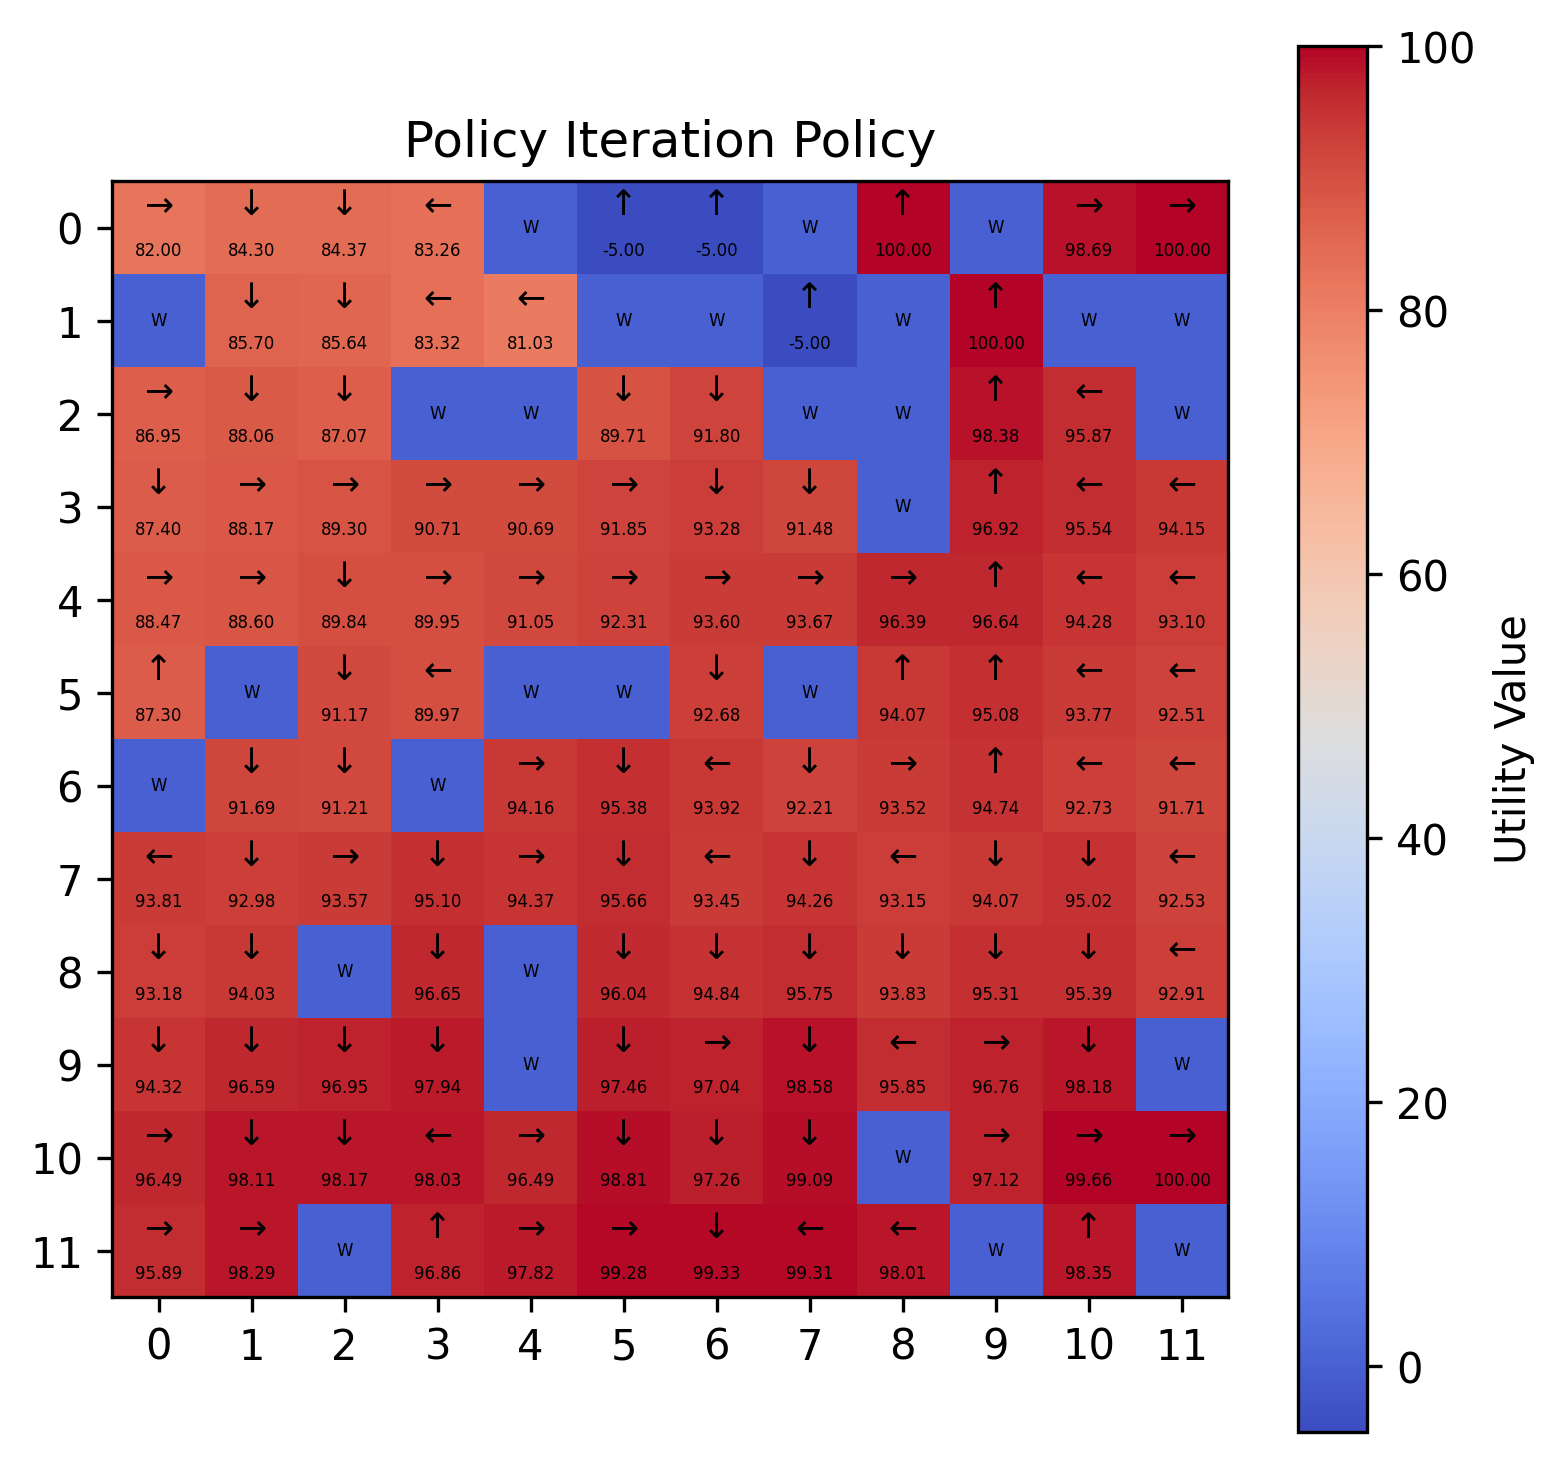 Policy Iteration Policy
100
80
60
40
20
0
Utility Value
0 → ↓ ↓ ← W ↑ ↑ W ↑ W → →
82.00 84.30 84.37 83.26 -5.00 -5.00 100.00 98.69 100.00
1 W ↓ ↓ ← ← W W ↑ W ↑ W W
85.70 85.64 83.32 81.03 -5.00 100.00
2 → ↓ ↓ W W ↓ ↓ W W ↑ ← W
86.95 88.06 87.07 89.71 91.80 98.38 95.87
3 ↓ → → → → → ↓ ↓ W ↑ ← ←
87.40 88.17 89.30 90.71 90.69 91.85 93.28 91.48 96.92 95.54 94.15
4 → → ↓ → → → → → → ↑ ← ←
88.47 88.60 89.84 89.95 91.05 92.31 93.60 93.67 96.39 96.64 94.28 93.10
5 ↑ W ↓ ← W W ↓ W ↑ ↑ ← ←
87.30 91.17 89.97 92.68 94.07 95.08 93.77 92.51
6 W ↓ ↓ W → ↓ ← ↓ → ↑ ← ←
91.69 91.21 94.16 95.38 93.92 92.21 93.52 94.74 92.73 91.71
7 ← ↓ → ↓ → ↓ ← ↓ ← ↓ ↓ ←
93.81 92.98 93.57 95.10 94.37 95.66 93.45 94.26 93.15 94.07 95.02 92.53
8 ↓ ↓ W ↓ W ↓ ↓ ↓ ↓ ↓ ↓ ←
93.18 94.03 96.65 96.04 94.84 95.75 93.83 95.31 95.39 92.91
9 ↓ ↓ ↓ ↓ W ↓ → ↓ ← → ↓ W
94.32 96.59 96.95 97.94 97.46 97.04 98.58 95.85 96.76 98.18
10 → ↓ ↓ ← → ↓ ↓ ↓ W → → →
96.49 98.11 98.17 98.03 96.49 98.81 97.26 99.09 97.12 99.66 100.00
11 → → W ↑ → → ↓ ← ← W ↑ W
95.89 98.29 96.86 97.82 99.28 99.33 99.31 98.01 98.35
0 1 2 3 4 5 6 7 8 9 10 11